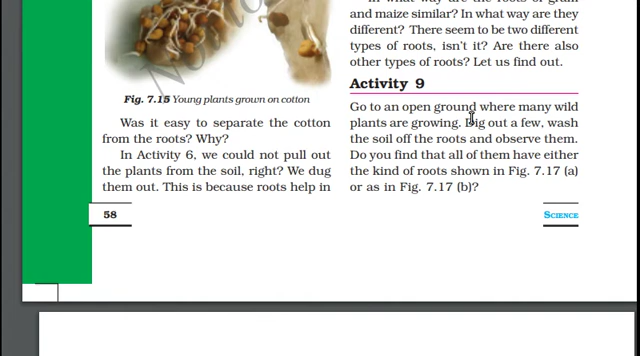 Fig. 7.15 Young plants grown on cotton
Was it easy to separate the cotton
from the roots? Why?
In Activity 6, we could not pull out
the plants from the soil, right? We dug
them out. This is because roots help in
58
and maize similar? In what way are they
different? There seem to be two different
types of roots, isn't it? Are there also
other types of roots? Let us find out.
Activity 9
Go to an open ground where many wild
plants are growing. Dig out a few, wash
the soil off the roots and observe them.
Do you find that all of them have either
the kind of roots shown in Fig. 7.17 (a)
or as in Fig. 7.17 (b)?
SCIENCE